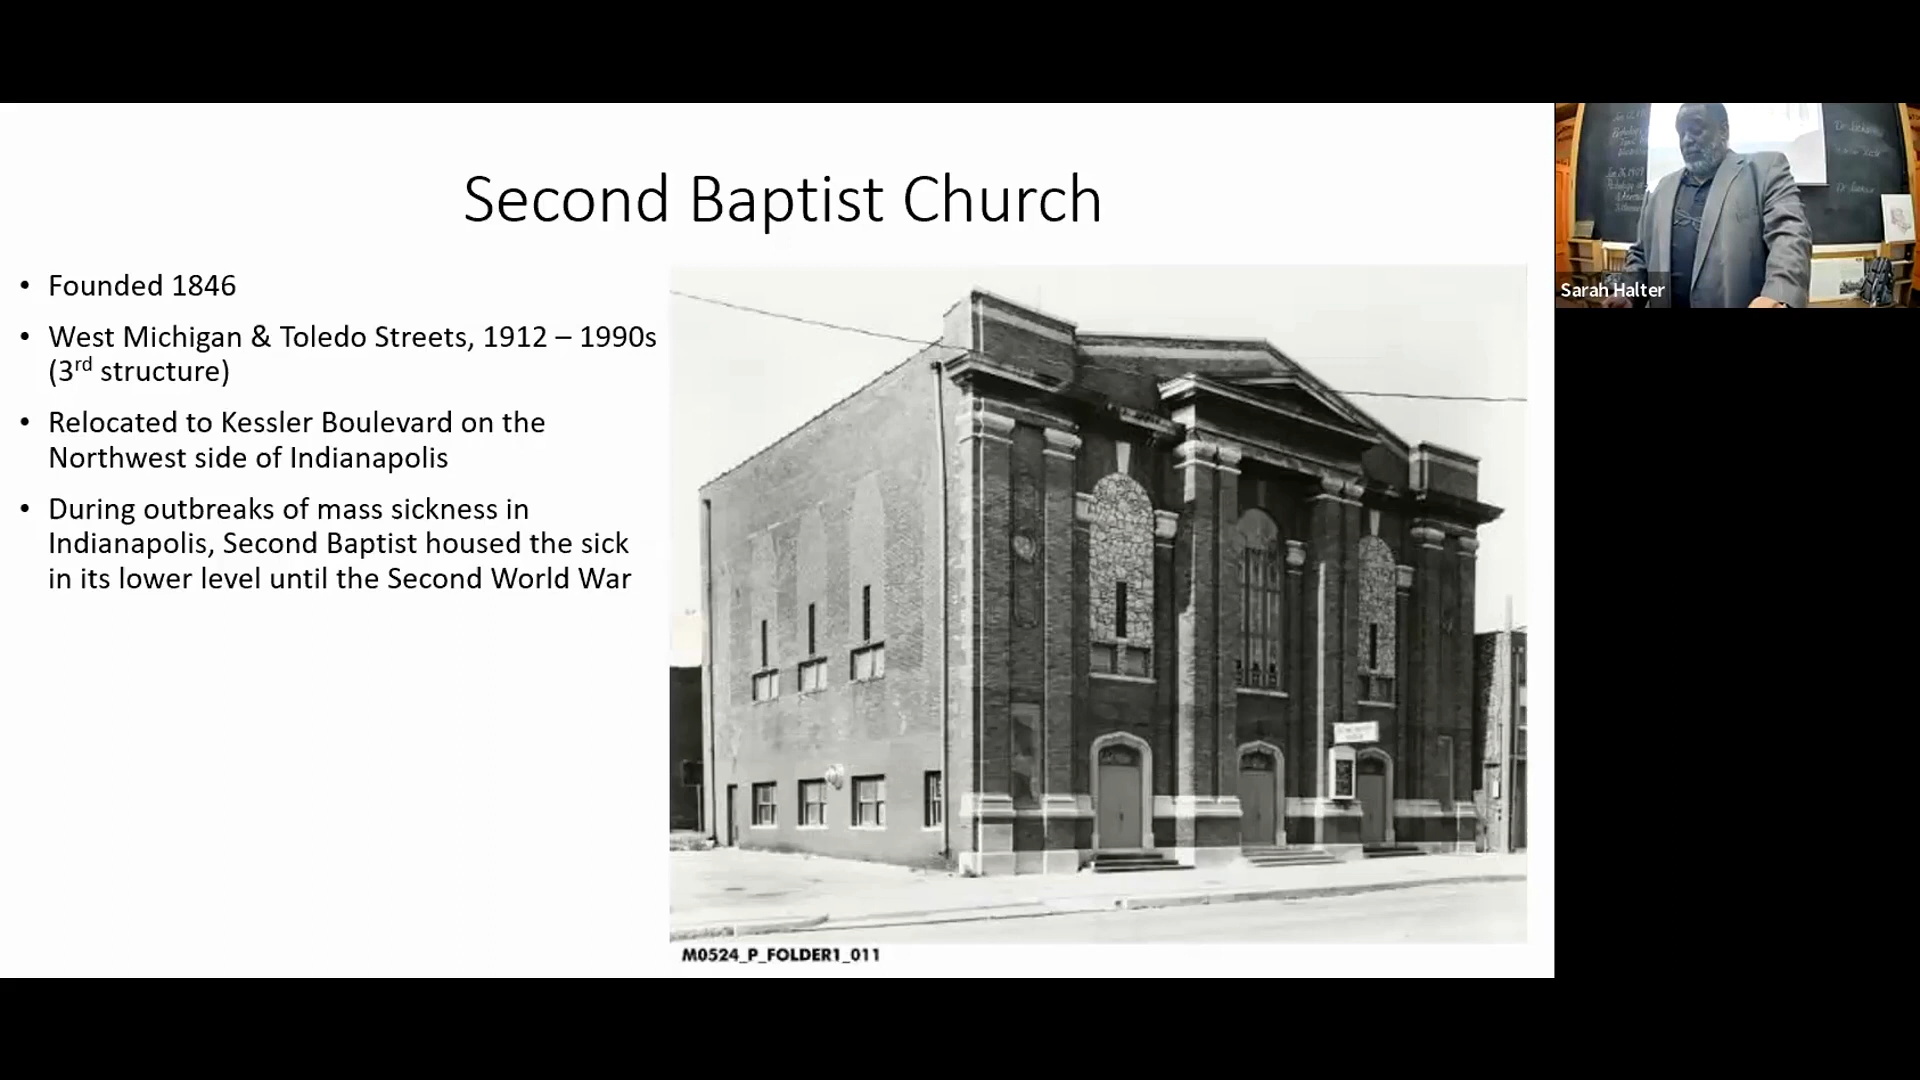 Second Baptist Church
• Founded 1846
• West Michigan & Toledo Streets, 1912 – 1990s
(3rd structure)
• Relocated to Kessler Boulevard on the
Northwest side of Indianapolis
• During outbreaks of mass sickness in
Indianapolis, Second Baptist housed the sick
in its lower level until the Second World War
M0524_P_FOLDER1_011
Sarah Halter